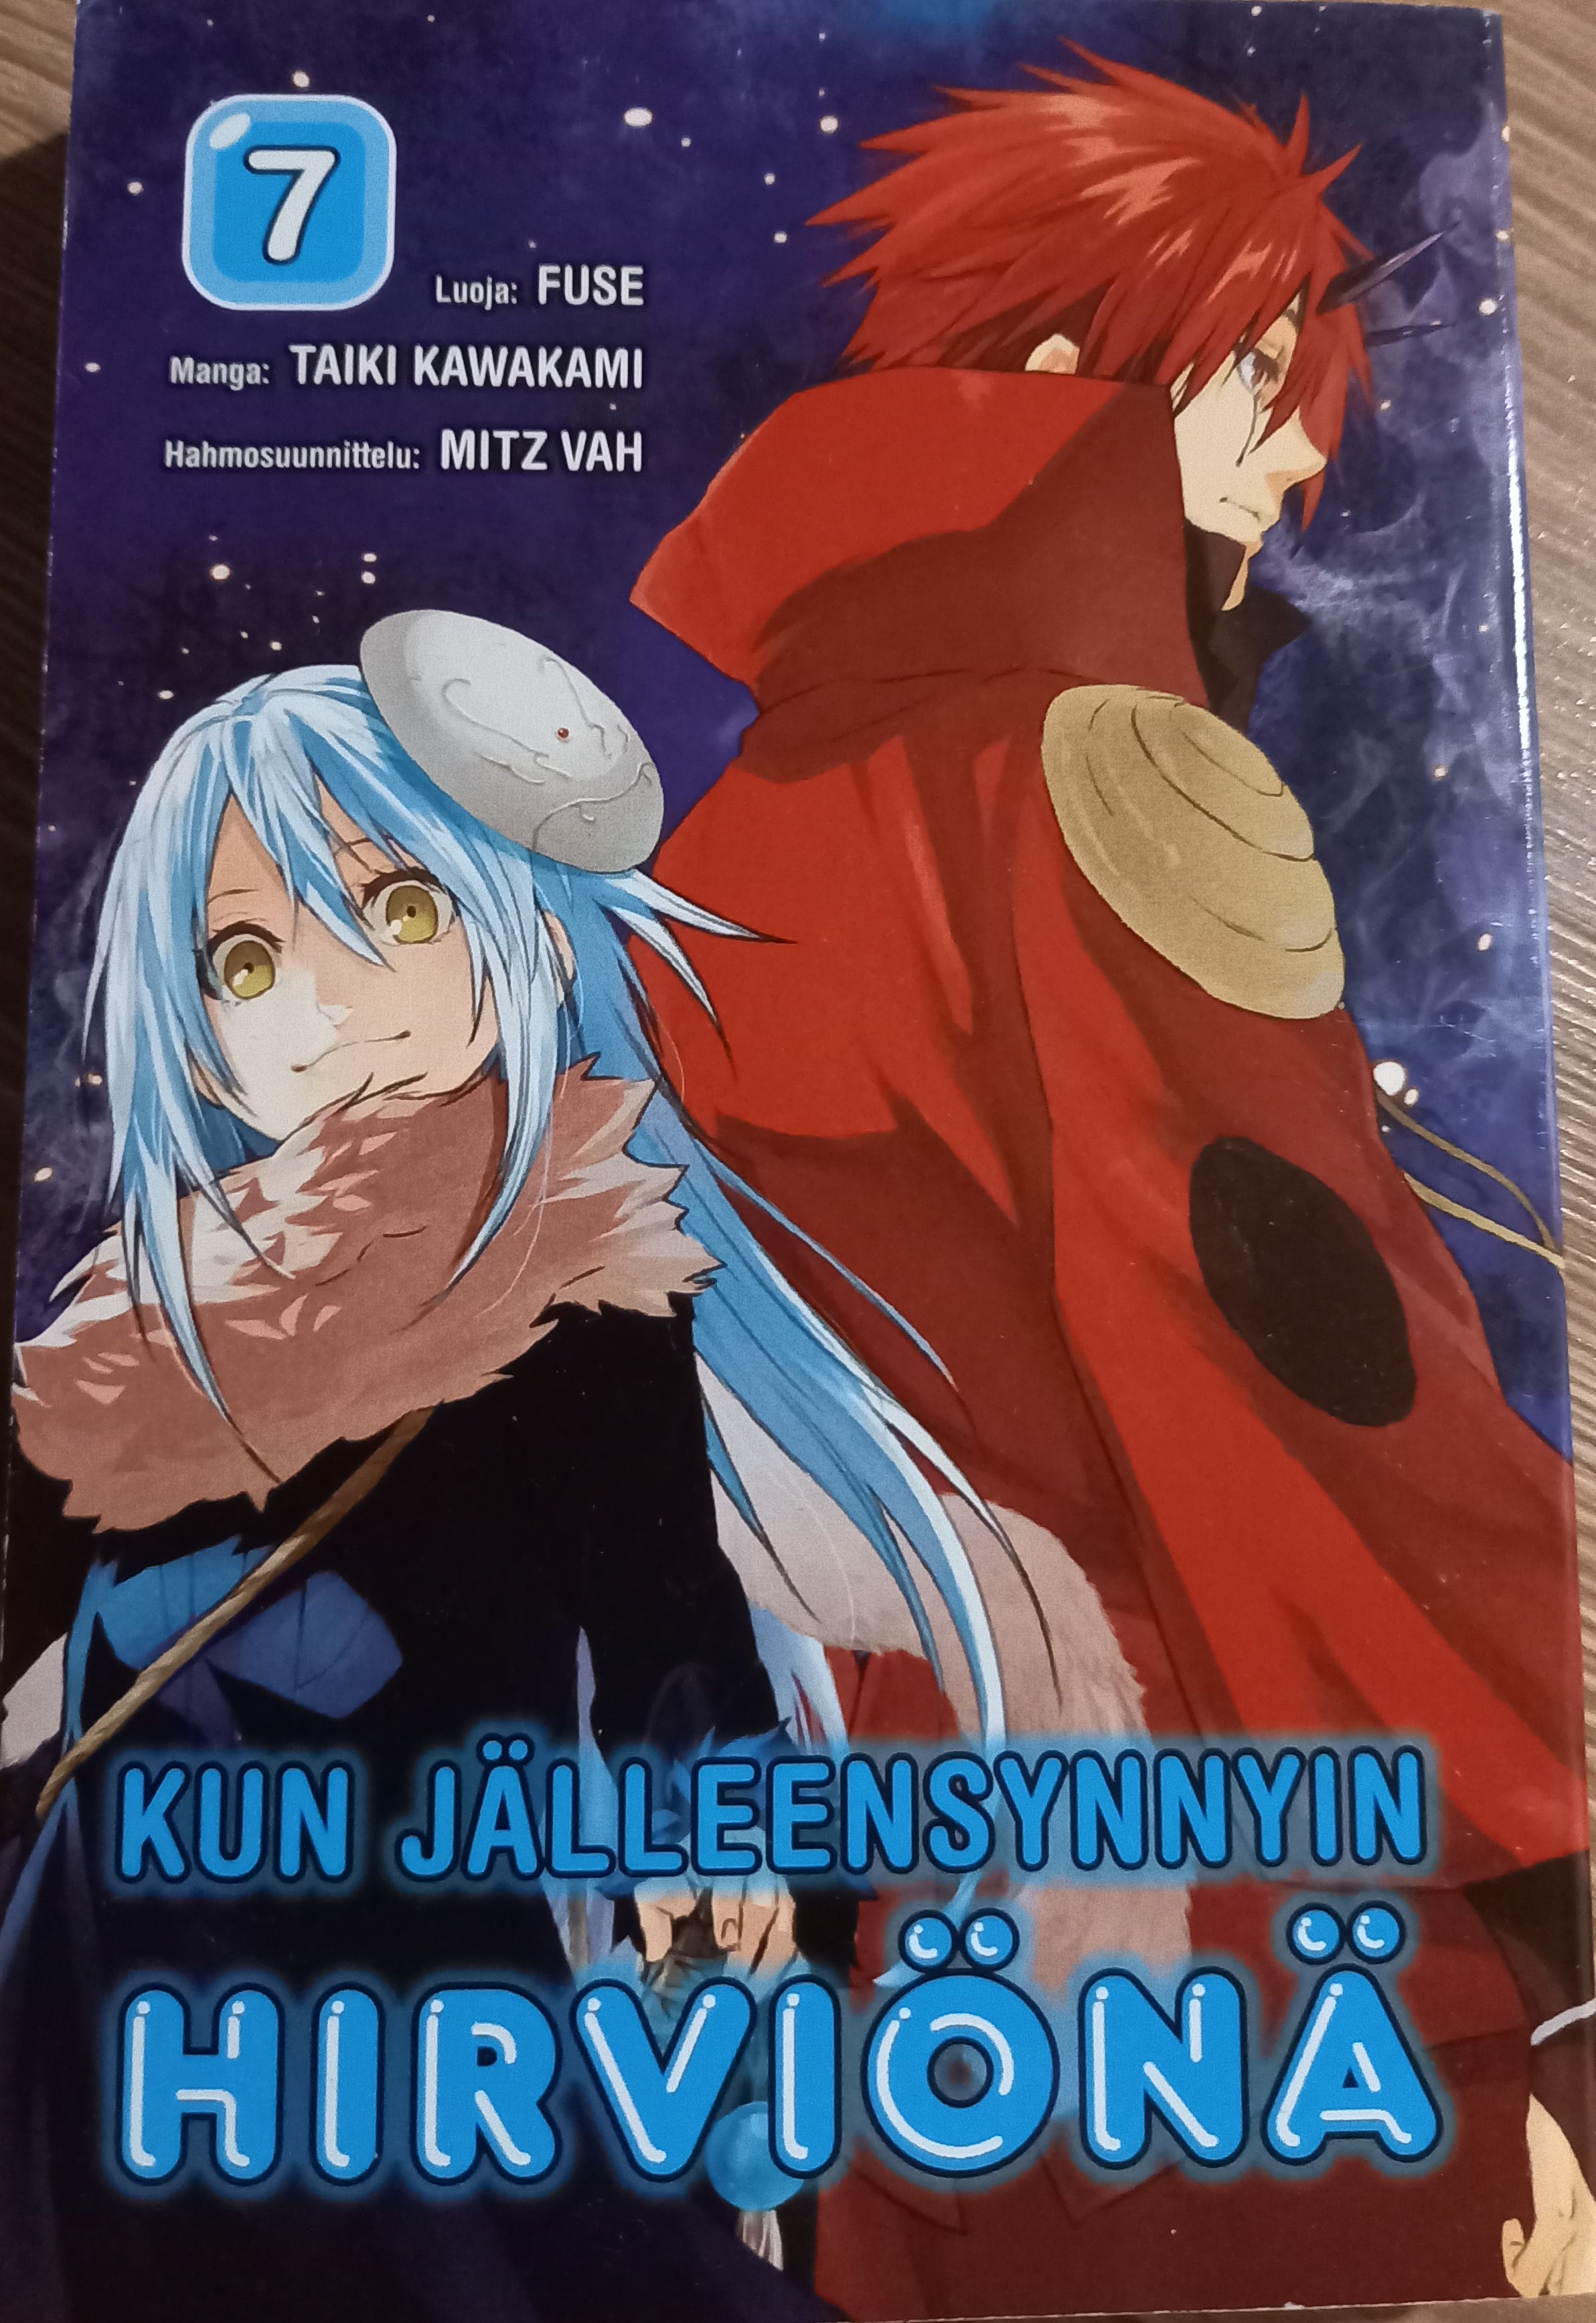 7
Luoja: FUSE
Manga: TAIKI KAWAKAMI
Hahmosuunnittelu: MITZ VAH
KUN JÄLLEENSYNNYIN
HIRVIÖNÄ